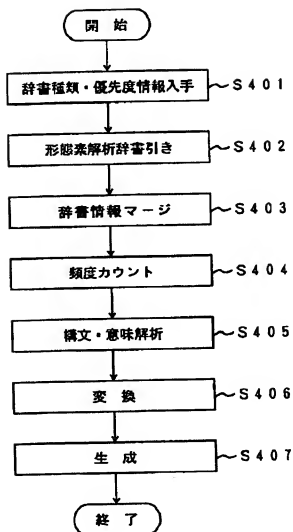 開 始
辞書種類・優先度情報入手 S401
形態素解析辞書引き S402
辞書情報マージ S403
頻度カウント S404
構文・意味解析 S405
変 換 S406
生 成 S407
終 了